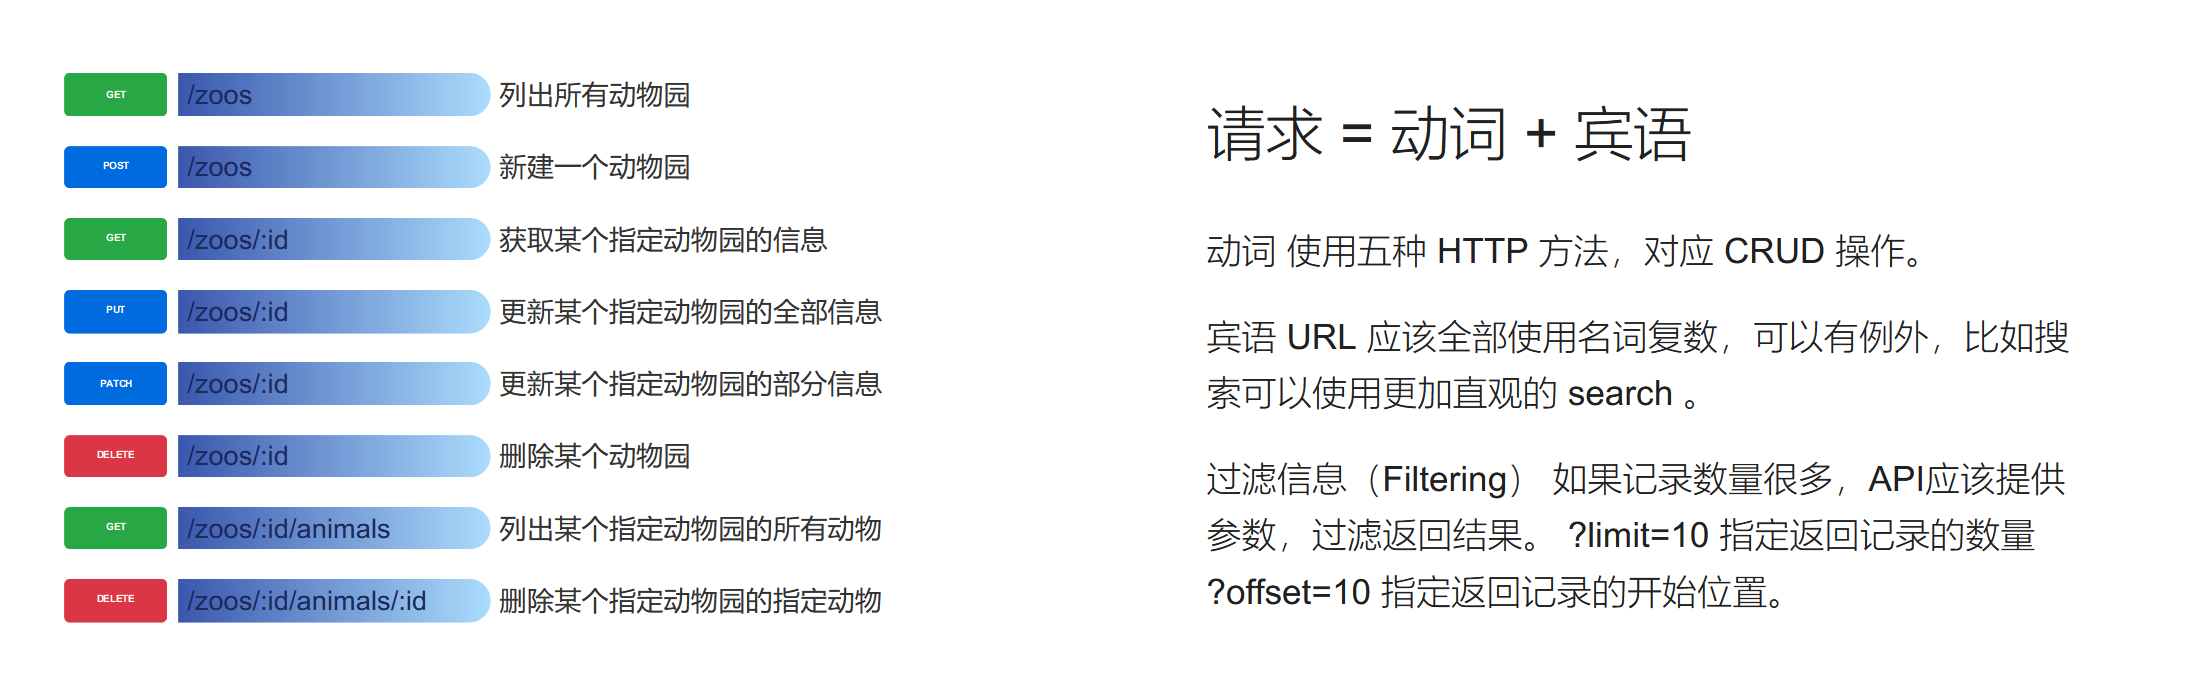 GET /zoos 列出所有动物园
POST /zoos 新建一个动物园
GET /zoos/:id 获取某个指定动物园的信息
PUT /zoos/:id 更新某个指定动物园的全部信息
PATCH /zoos/:id 更新某个指定动物园的部分信息
DELETE /zoos/:id 删除某个动物园
GET /zoos/:id/animals 列出某个指定动物园的所有动物
DELETE /zoos/:id/animals/:id 删除某个指定动物园的指定动物
请求 = 动词 + 宾语
动词 使用五种 HTTP 方法，对应 CRUD 操作。
宾语 URL 应该全部使用名词复数，可以有例外，比如搜
索可以使用更加直观的 search 。
过滤信息（Filtering） 如果记录数量很多，API应该提供
参数，过滤返回结果。 ?limit=10 指定返回记录的数量
?offset=10 指定返回记录的开始位置。